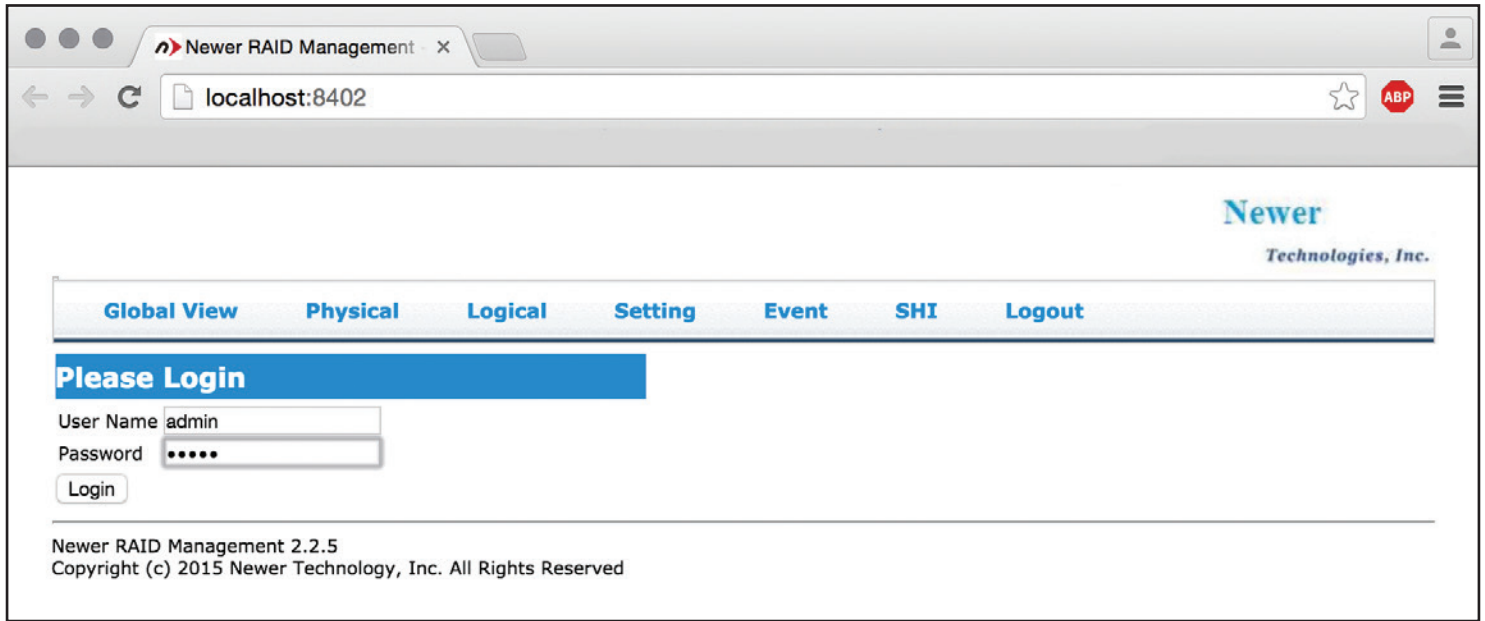 Newer RAID Management -
localhost:8402
ABP
Newer
Technologies, Inc.
Global View Physical Logical Setting Event SHI Logout
Please Login
User Name admin
Password •••••
Login
Newer RAID Management 2.2.5
Copyright (c) 2015 Newer Technology, Inc. All Rights Reserved